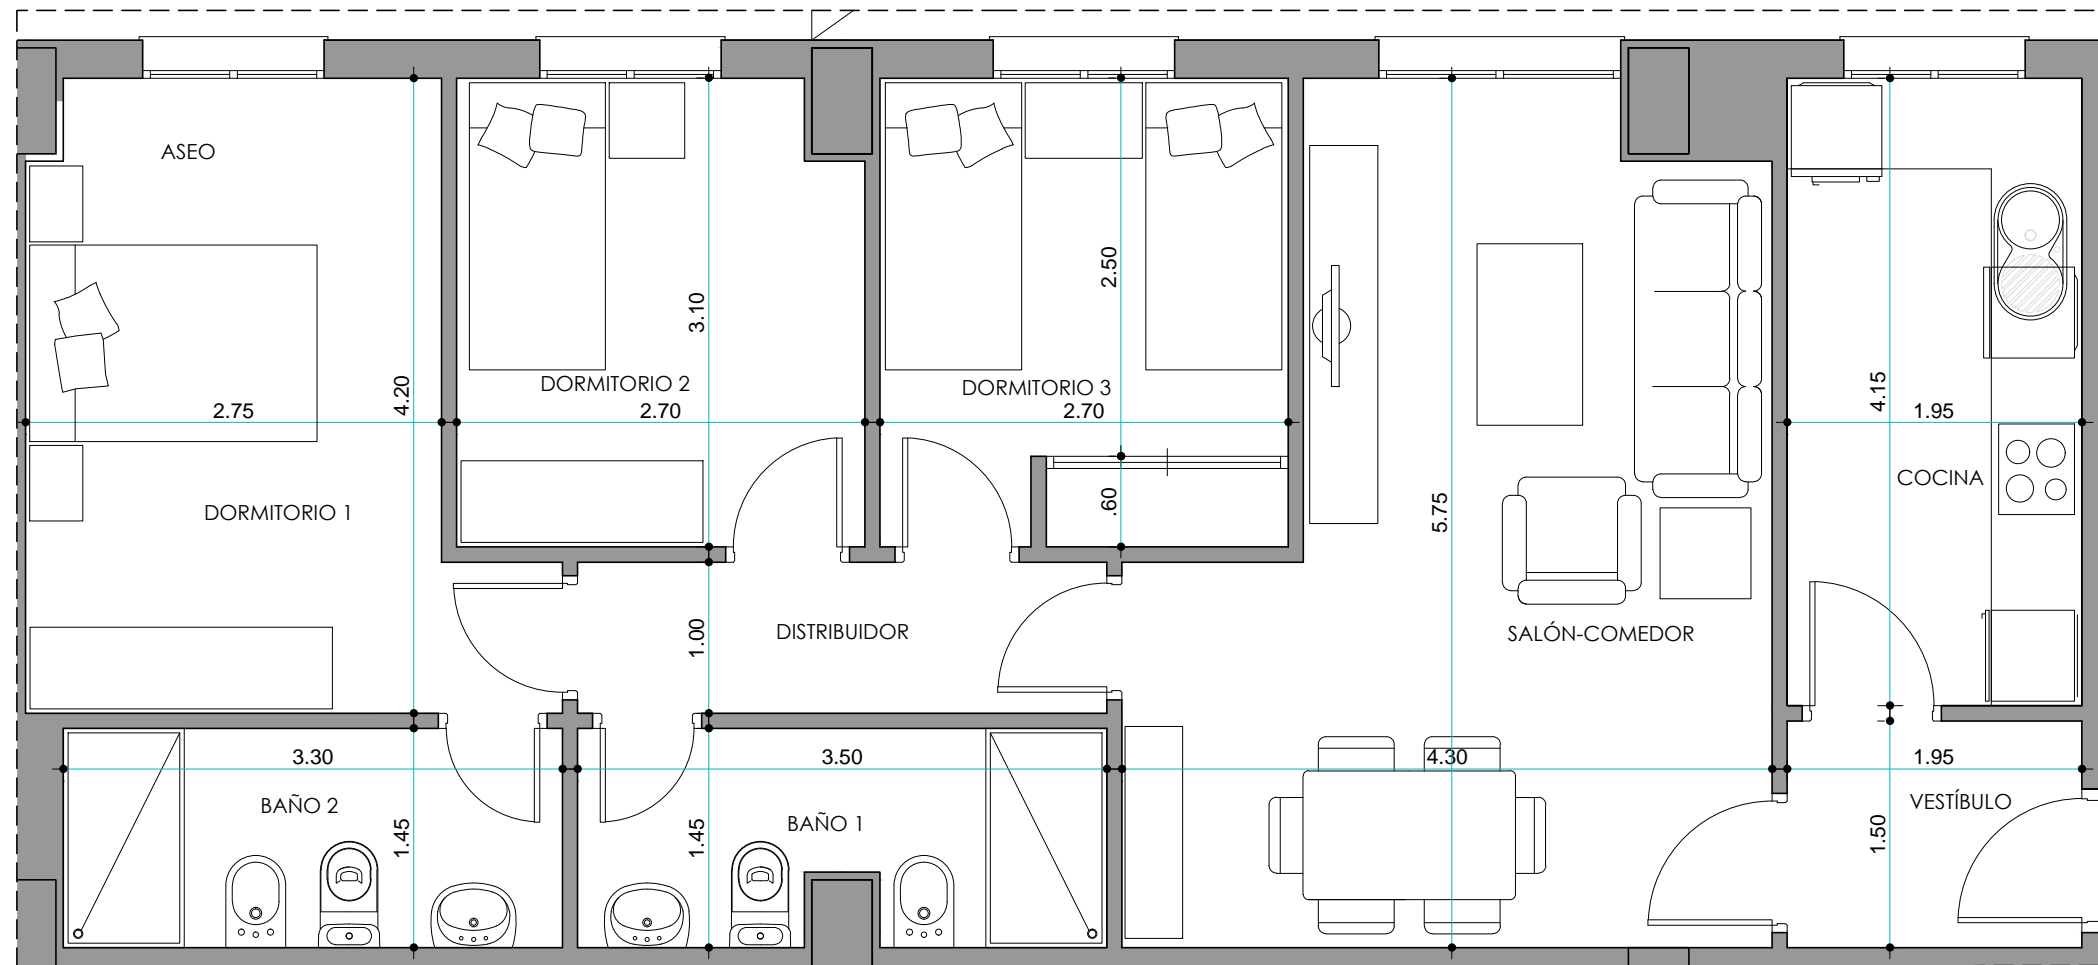 ASEO
2.50
3.10
DORMITORIO 2
DORMITORIO 3
4.20
4.15
2.75
2.70
2.70
1.95
COCINA
.60
5.75
DORMITORIO 1
1.00
DISTRIBUIDOR
SALÓN-COMEDOR
3.30
3.50
4.30
1.95
BAÑO 2
VESTÍBULO
BAÑO 1
1.45
1.45
1.50